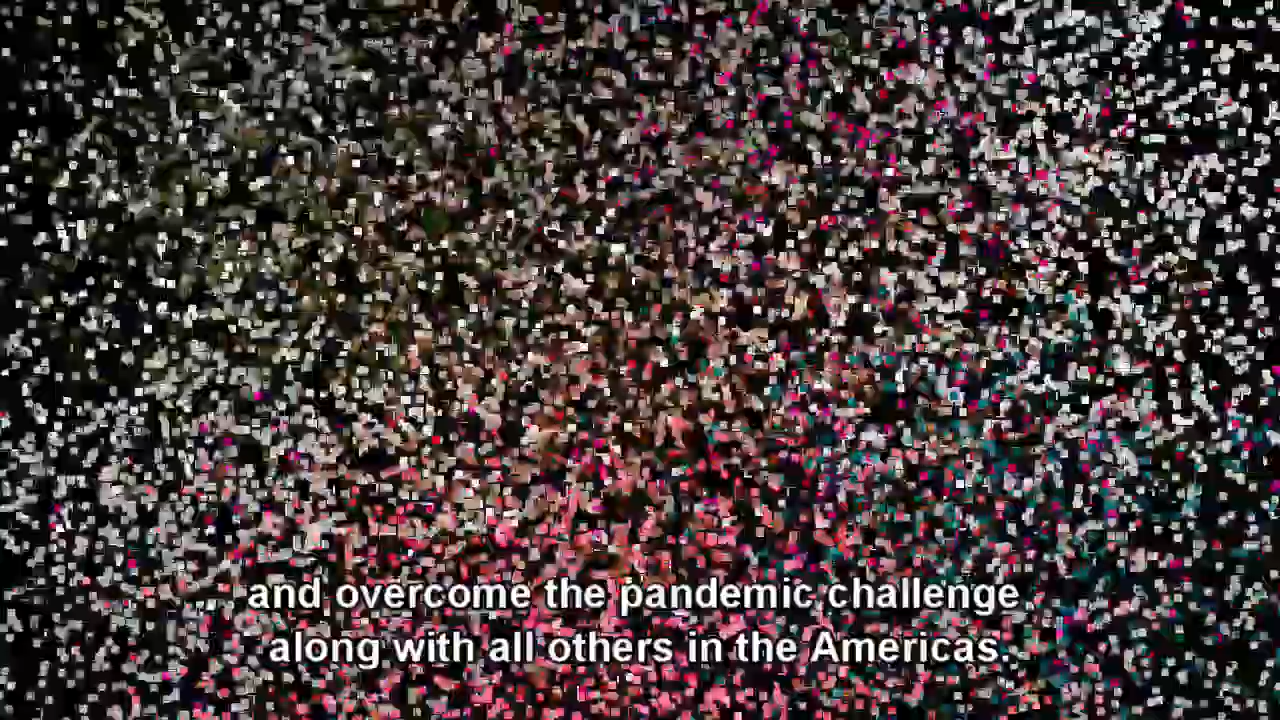 and overcome the pandemic challenge
along with all others in the Americas.